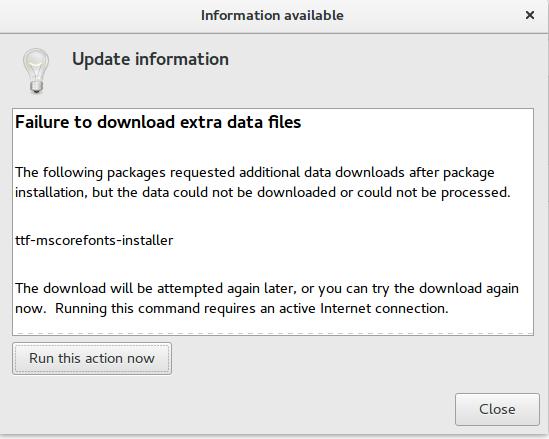 Information available
Update information
Failure to download extra data files
The following packages requested additional data downloads after package
installation, but the data could not be downloaded or could not be processed.
ttf-mscorefonts-installer
The download will be attempted again later, or you can try the download again
now.  Running this command requires an active Internet connection.
Run this action now
Close